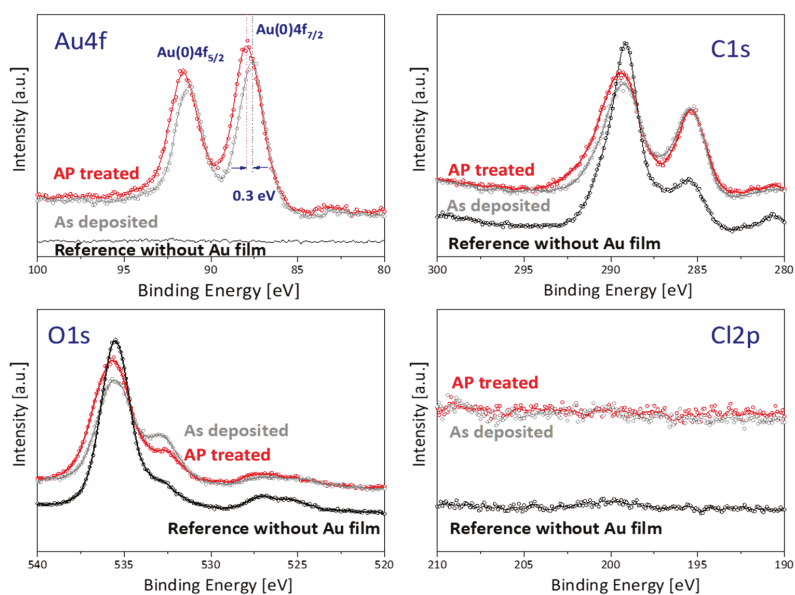 Au4f
Au(0)4f5/2
Au(0)4f7/2
AP treated
0.3 eV
As deposited
Reference without Au film
100 95 90 85 80
Binding Energy [eV]
Intensity [a.u.]
C1s
AP treated
As deposited
Reference without Au film
300 295 290 285 280
Binding Energy [eV]
Intensity [a.u.]
O1s
As deposited
AP treated
Reference without Au film
540 535 530 525 520
Binding Energy [eV]
Intensity [a.u.]
Cl2p
AP treated
As deposited
Reference without Au film
210 205 200 195 190
Binding Energy [eV]
Intensity [a.u.]